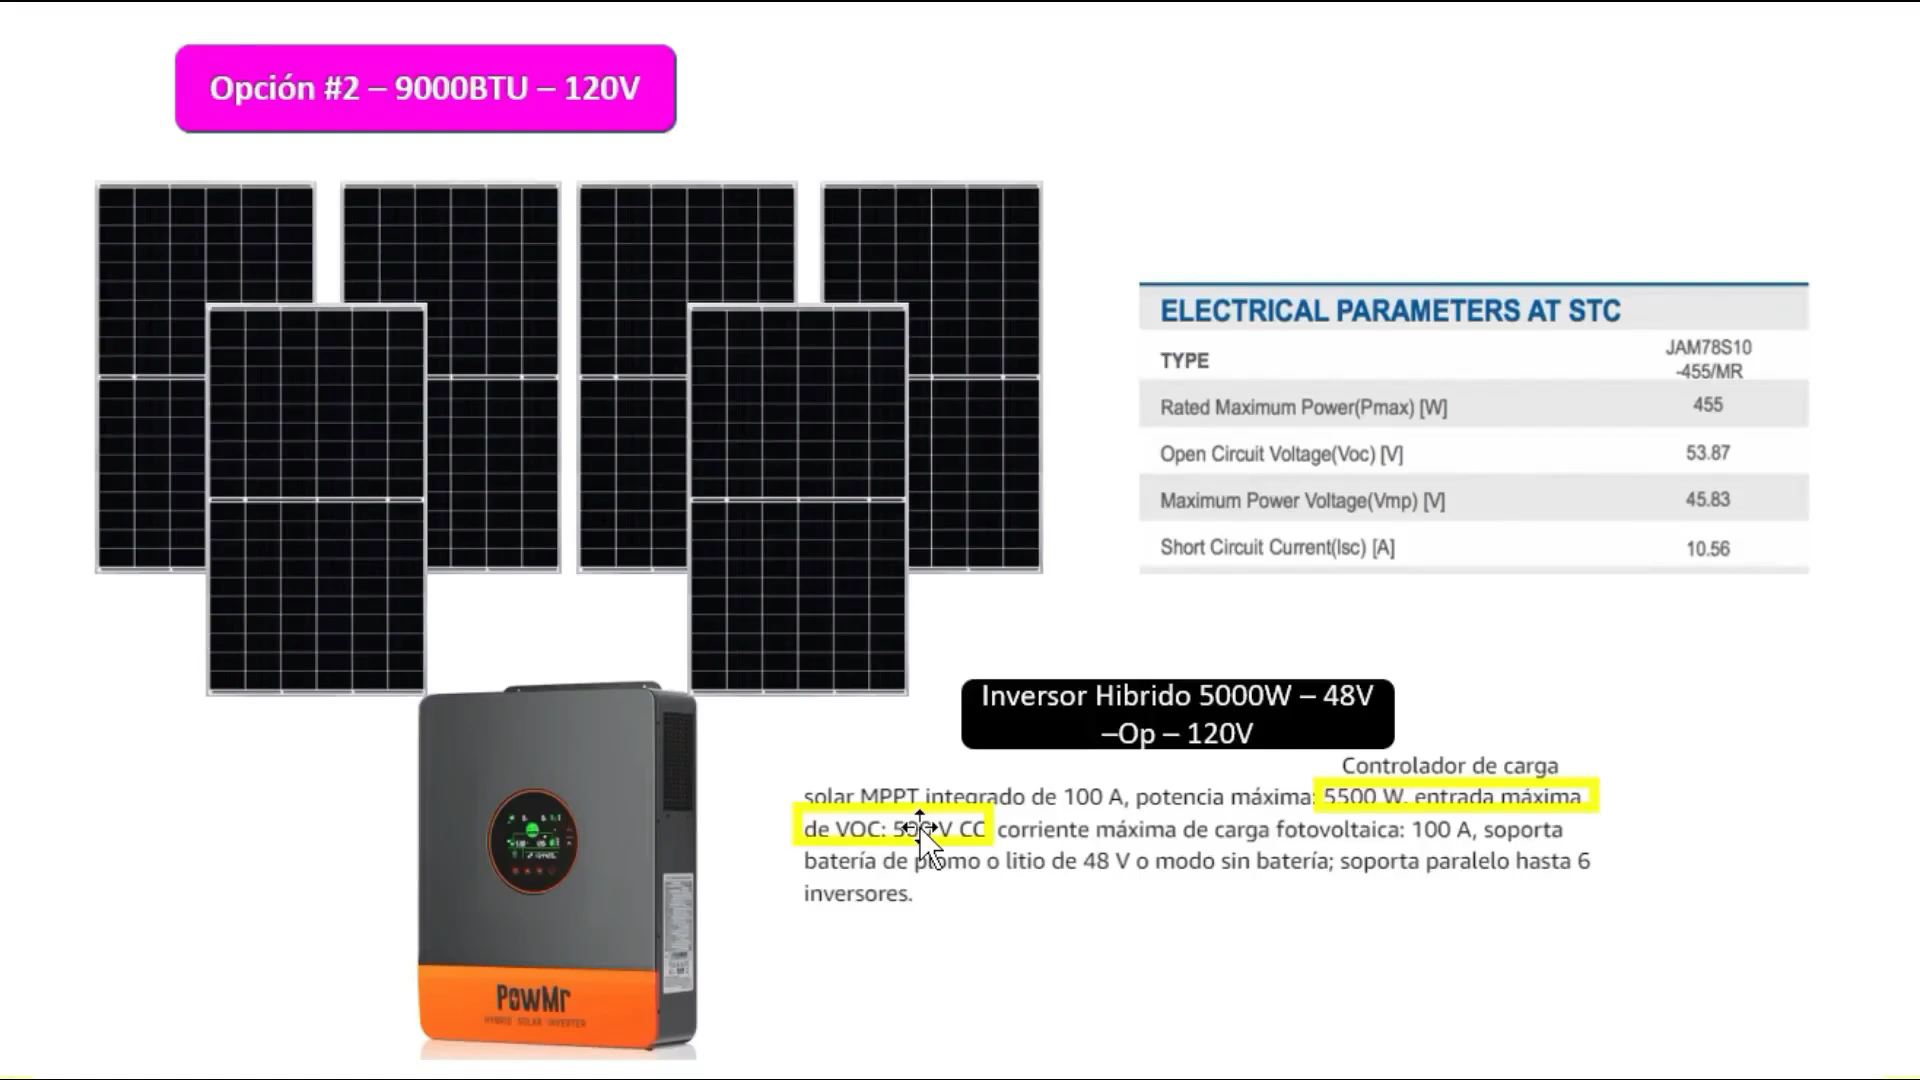 Opción #2 – 9000BTU – 120V
ELECTRICAL PARAMETERS AT STC
TYPE JAM78S10
-455/MR
Rated Maximum Power(Pmax) [W] 455
Open Circuit Voltage(Voc) [V] 53.87
Maximum Power Voltage(Vmp) [V] 45.83
Short Circuit Current(Isc) [A] 10.56
Inversor Hibrido 5000W – 48V
–Op – 120V
Controlador de carga
solar MPPT integrado de 100 A, potencia máxima: 5500 W, entrada máxima
de VOC: V CC corriente máxima de carga fotovoltaica: 100 A, soporta
batería de plomo o litio de 48 V o modo sin batería; soporta paralelo hasta 6
inversores.
PowMr
HYBRID SOLAR INVERTER